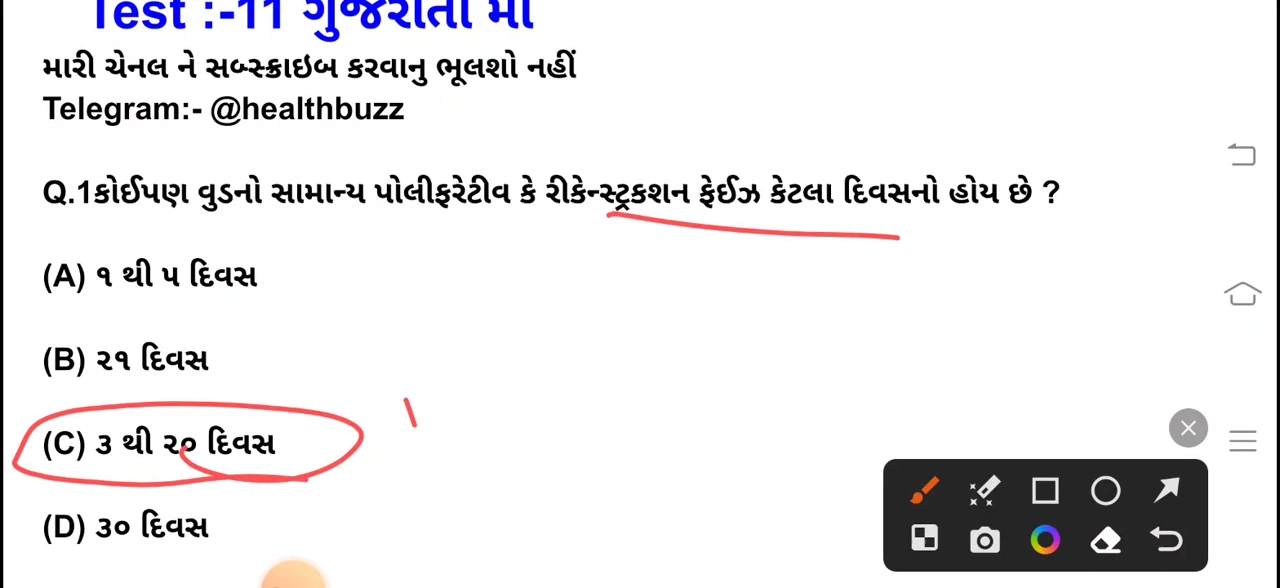 Test :-11 ગુજરાતી માં
મારી ચેનલ ને સબ્સ્ક્રાઇબ કરવાનુ ભૂલશો નહીં
Telegram:- @healthbuzz
Q.1કોઈપણ વુડનો સામાન્ય પોલીફરેટીવ કે રીકેન્સ્ટ્રકશન ફેઈઝ કેટલા દિવસનો હોય છે ?
(A) ૧ થી ૫ દિવસ
(B) ૨૧ દિવસ
(C) ૩ થી ૨૦ દિવસ
(D) ૩૦ દિવસ